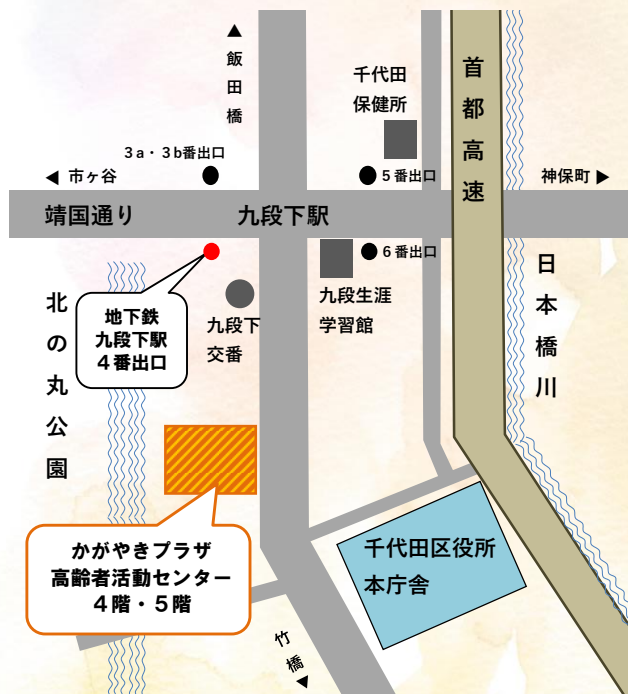 ▲
飯田橋
千代田
保健所
首都高速
3a・3b番出口
◀ 市ヶ谷
5番出口
神保町 ▶
靖国通り
九段下駅
6番出口
日本橋川
北の丸公園
地下鉄
九段下駅
4番出口
九段下
交番
九段生涯
学習館
かがやきプラザ
高齢者活動センター
4階・5階
千代田区役所
本庁舎
竹橋
▼